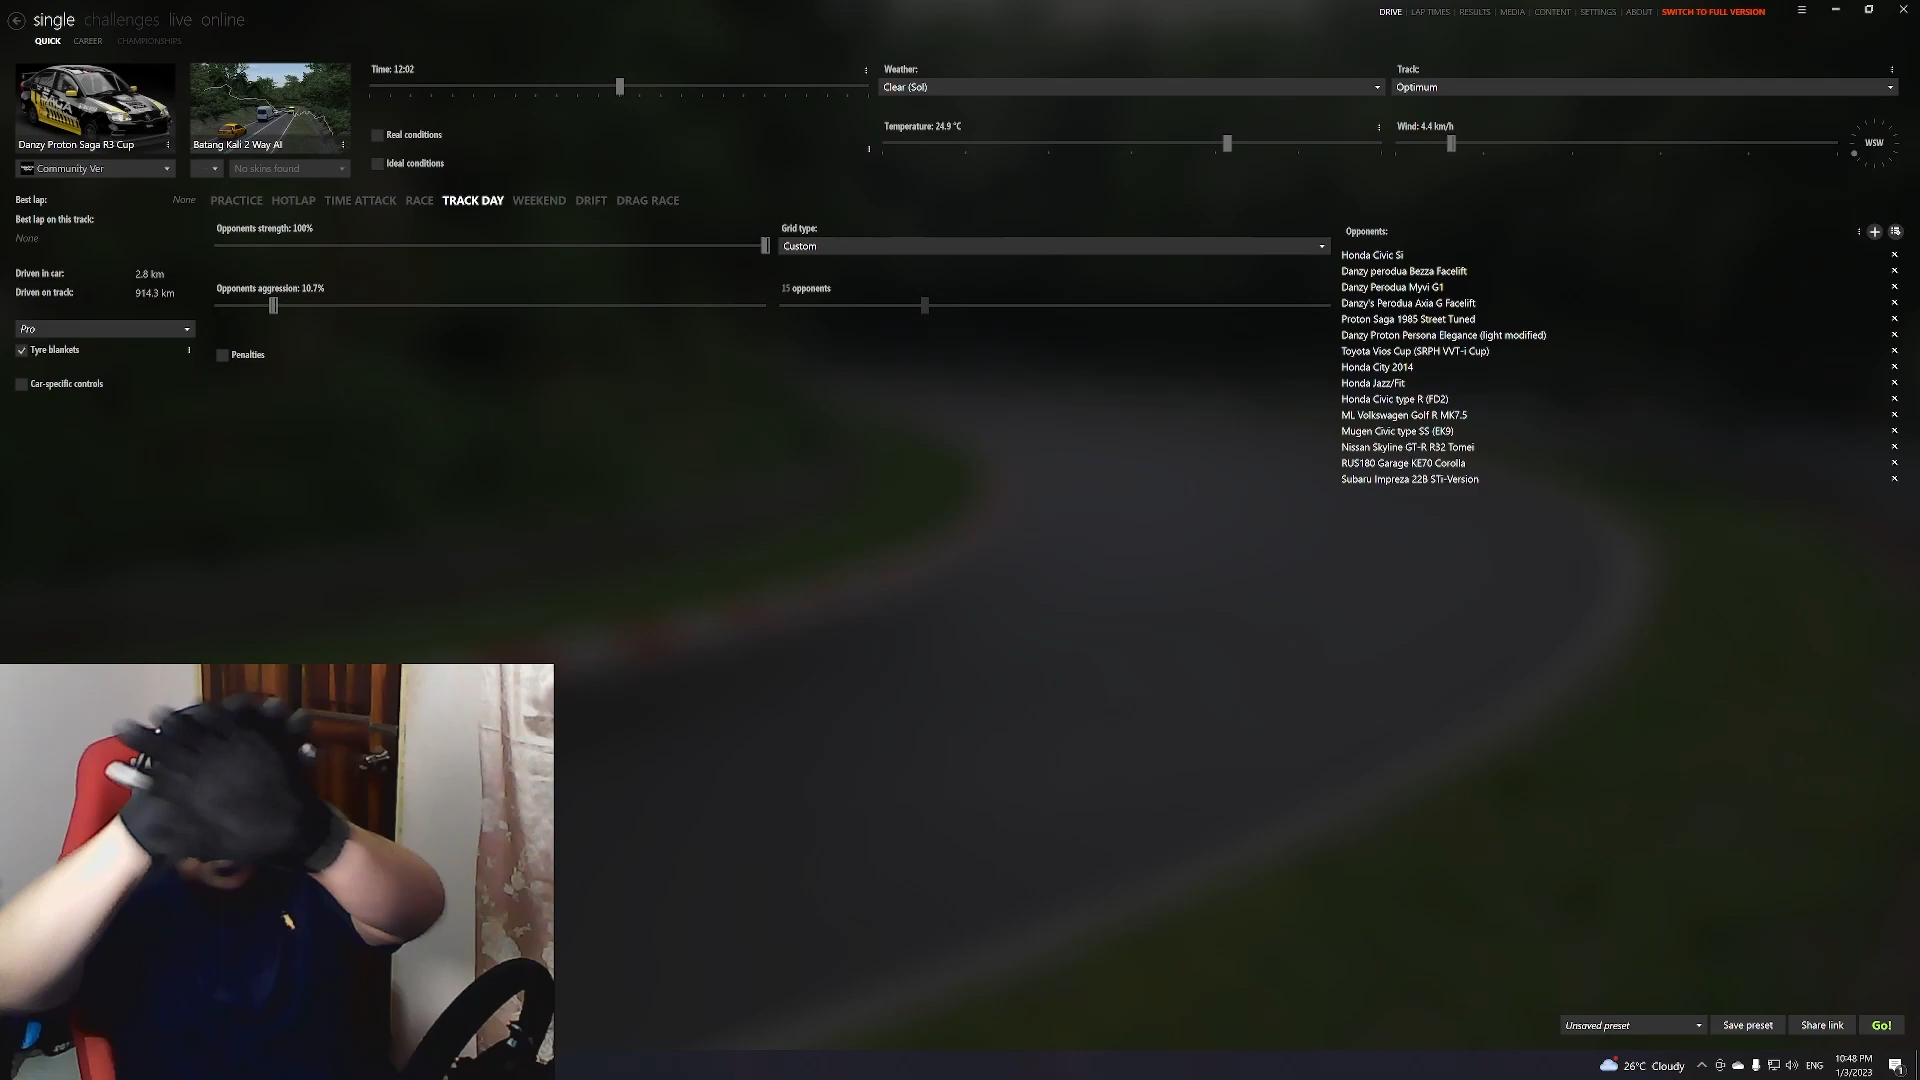 single challenges live online
DRIVE | LAP TIMES | RESULTS | MEDIA | CONTENT | SETTINGS | ABOUT | SWITCH TO FULL VERSION
QUICK CAREER CHAMPIONSHIPS
Danzy Proton Saga R3 Cup
Batang Kali 2 Way AI
Community Ver
No skins found
Time: 12:02
Real conditions
Ideal conditions
Weather:
Clear (Sol)
Track:
Optimum
Temperature: 24.9 °C
Wind: 4.4 km/h
WSW
Best lap: None
Best lap on this track:
None
Driven in car: 2.8 km
Driven on track: 914.3 km
Pro
Tyre blankets
Car-specific controls
PRACTICE HOTLAP TIME ATTACK RACE TRACK DAY WEEKEND DRIFT DRAG RACE
Opponents strength: 100%
Grid type:
Custom
Opponents aggression: 10.7%
15 opponents
Penalties
Opponents:
Honda Civic Si
Danzy perodua Bezza Facelift
Danzy Perodua Myvi G1
Danzy's Perodua Axia G Facelift
Proton Saga 1985 Street Tuned
Danzy Proton Persona Elegance (light modified)
Toyota Vios Cup (SRPH VVT-i Cup)
Honda City 2014
Honda Jazz/Fit
Honda Civic type R (FD2)
ML Volkswagen Golf R MK7.5
Mugen Civic type SS (EK9)
Nissan Skyline GT-R R32 Tomei
RUS180 Garage KE70 Corolla
Subaru Impreza 22B STi-Version
Unsaved preset
Save preset
Share link
Go!
26°C Cloudy
ENG
10:48 PM
1/3/2023
1